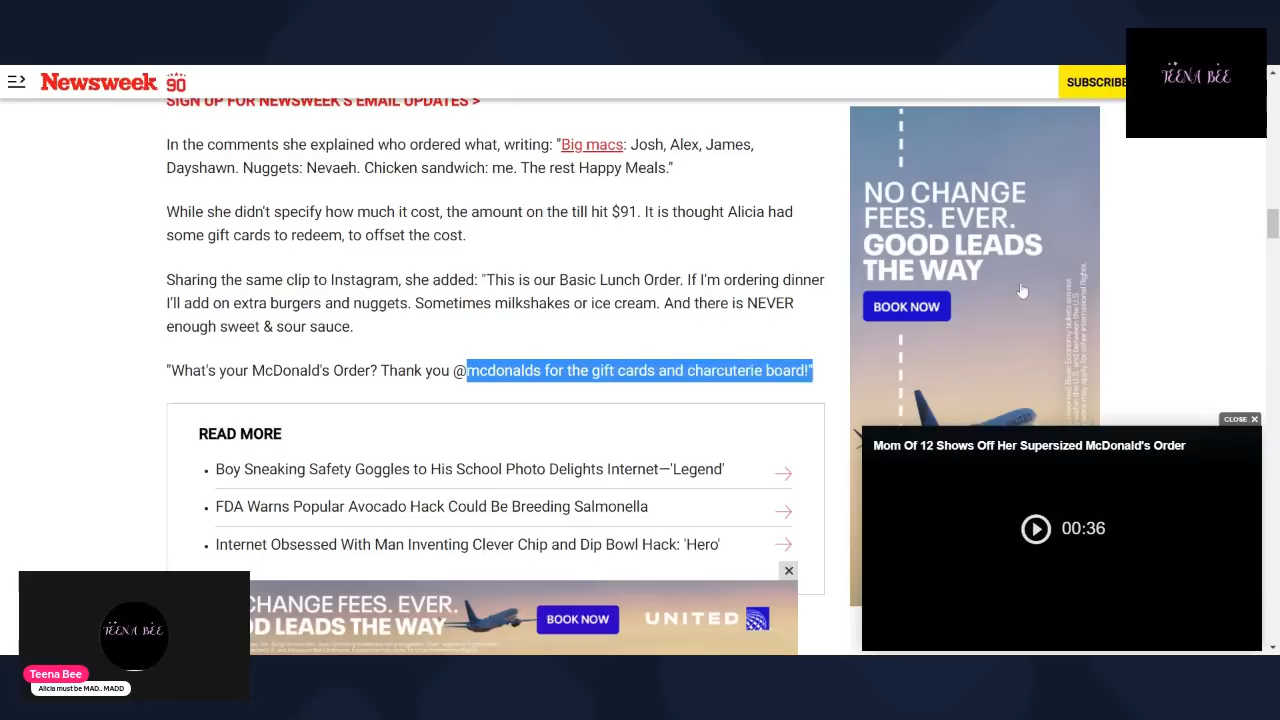 Newsweek 90
SUBSCRIBE
TEENA BEE
SIGN UP FOR NEWSWEEK'S EMAIL UPDATES >
In the comments she explained who ordered what, writing: "Big macs: Josh, Alex, James,
Dayshawn. Nuggets: Nevaeh. Chicken sandwich: me. The rest Happy Meals."
While she didn't specify how much it cost, the amount on the till hit $91. It is thought Alicia had
some gift cards to redeem, to offset the cost.
Sharing the same clip to Instagram, she added: "This is our Basic Lunch Order. If I'm ordering dinner
I'll add on extra burgers and nuggets. Sometimes milkshakes or ice cream. And there is NEVER
enough sweet & sour sauce.
"What's your McDonald's Order? Thank you @mcdonalds for the gift cards and charcuterie board!"
READ MORE
• Boy Sneaking Safety Goggles to His School Photo Delights Internet—'Legend'
• FDA Warns Popular Avocado Hack Could Be Breeding Salmonella
• Internet Obsessed With Man Inventing Clever Chip and Dip Bowl Hack: 'Hero'
NO CHANGE
FEES. EVER.
GOOD LEADS
THE WAY
BOOK NOW
CLOSE X
Mom Of 12 Shows Off Her Supersized McDonald's Order
00:36
CHANGE FEES. EVER.
D LEADS THE WAY
BOOK NOW
UNITED
TEENA BEE
Teena Bee
Alicia must be MAD.. MADD